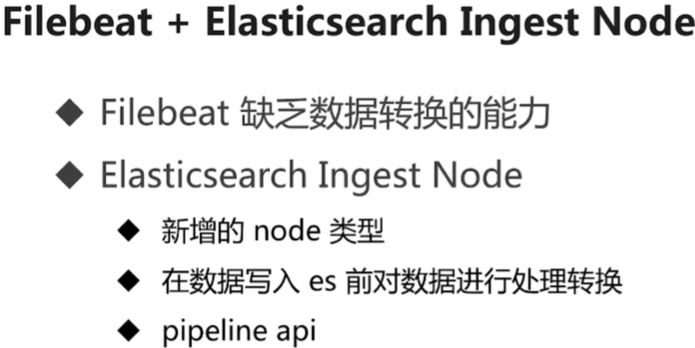 Filebeat + Elasticsearch Ingest Node
Filebeat 缺乏数据转换的能力
Elasticsearch Ingest Node
新增的 node 类型
在数据写入 es 前对数据进行处理转换
pipeline api